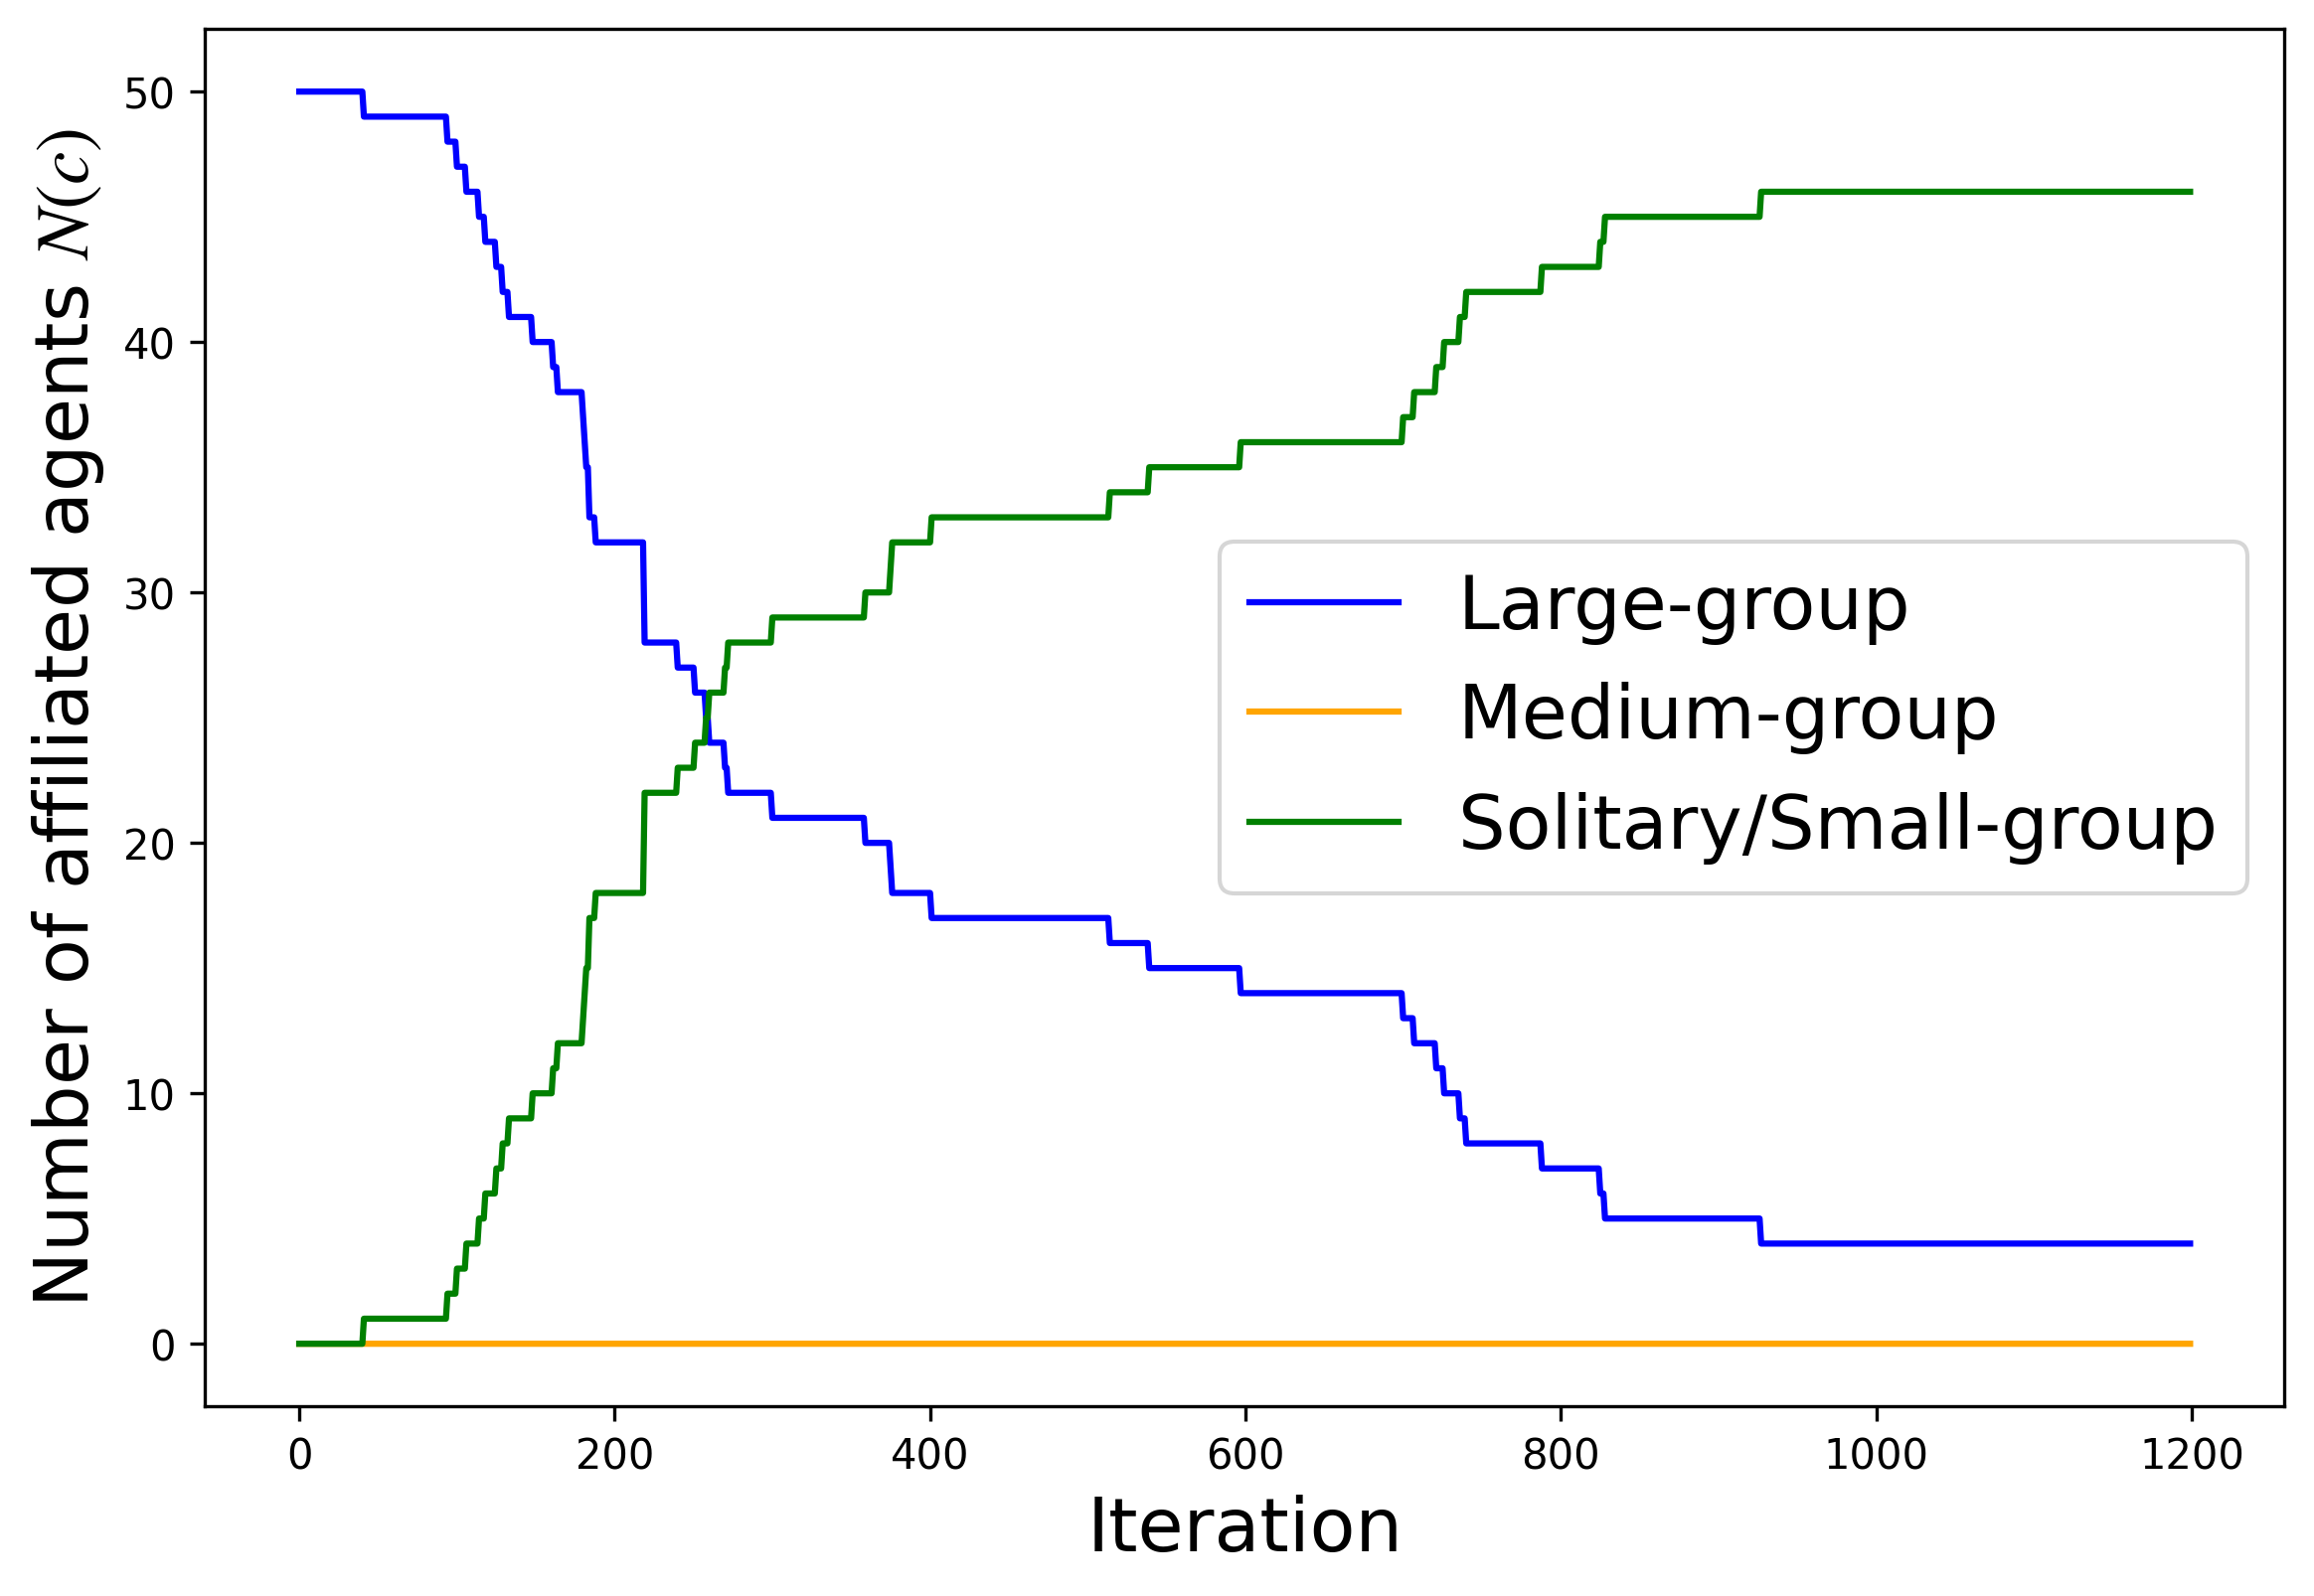 Number of affiliated agents N(c)
50
40
30
20
10
0
Large-group
Medium-group
Solitary/Small-group
0 200 400 600 800 1000 1200
Iteration